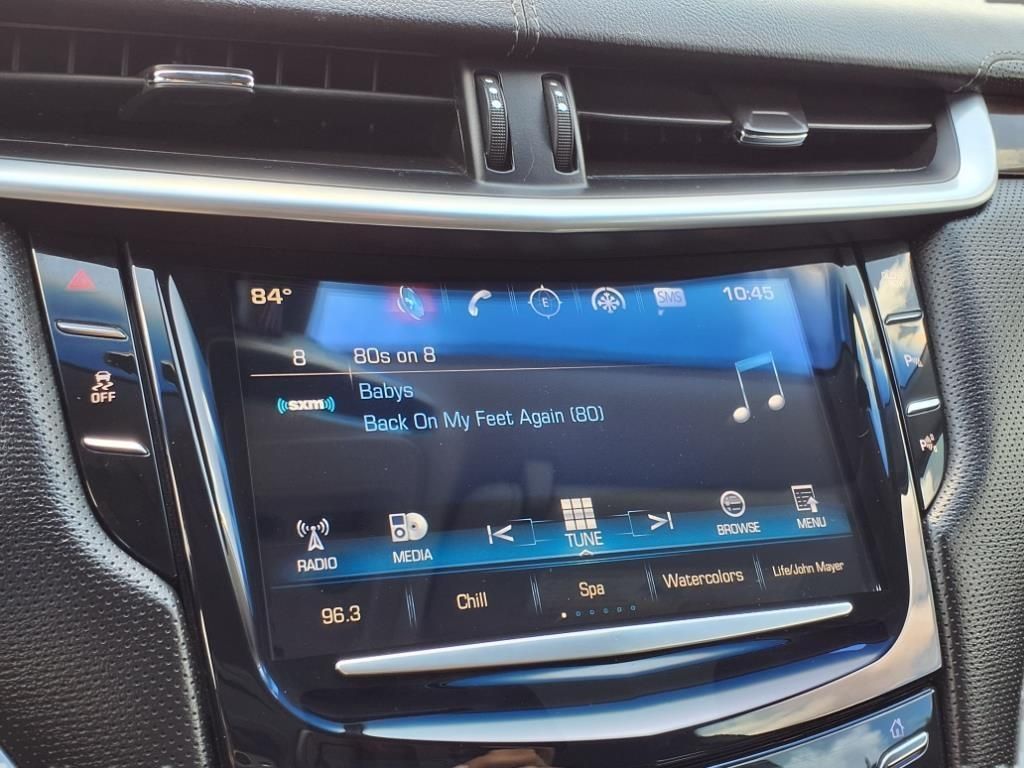 84° E SMS 10:45
8 80s on 8
OFF
sxm Babys
Back On My Feet Again (80)
RADIO MEDIA TUNE BROWSE MENU
96.3 Chill Spa Watercolors Life/John Mayer